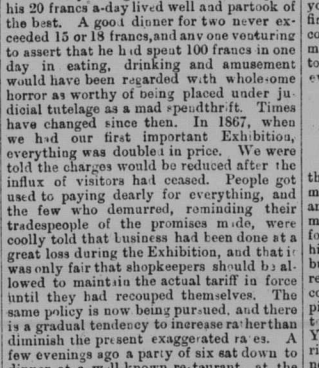 his 20 francs a-day lived well and partook of
the best. A good dinner for two never ex-
ceeded 15 or 18 francs, and any one venturing
to assert that he had spent 100 francs in one
day in eating, drinking and amusement
would have been regarded with wholesome
horror as worthy of being placed under ju-
dicial tutelage as a mad spendthrift. Times
have changed since then. In 1867, when
we had our first important Exhibition,
everything was doubled in price. We were
told the charges would be reduced after the
influx of visitors had ceased. People got
used to paying dearly for everything, and
the few who demurred, reminding their
tradespeople of the promises made, were
coolly told that business had been done at a
great loss during the Exhibition, and that it
was only fair that shopkeepers should be al-
lowed to maintain the actual tariff in force
until they had recouped themselves. The
same policy is now being pursued, and there
is a gradual tendency to increase rather than
diminish the present exaggerated rates. A
few evenings ago a party of six sat down to